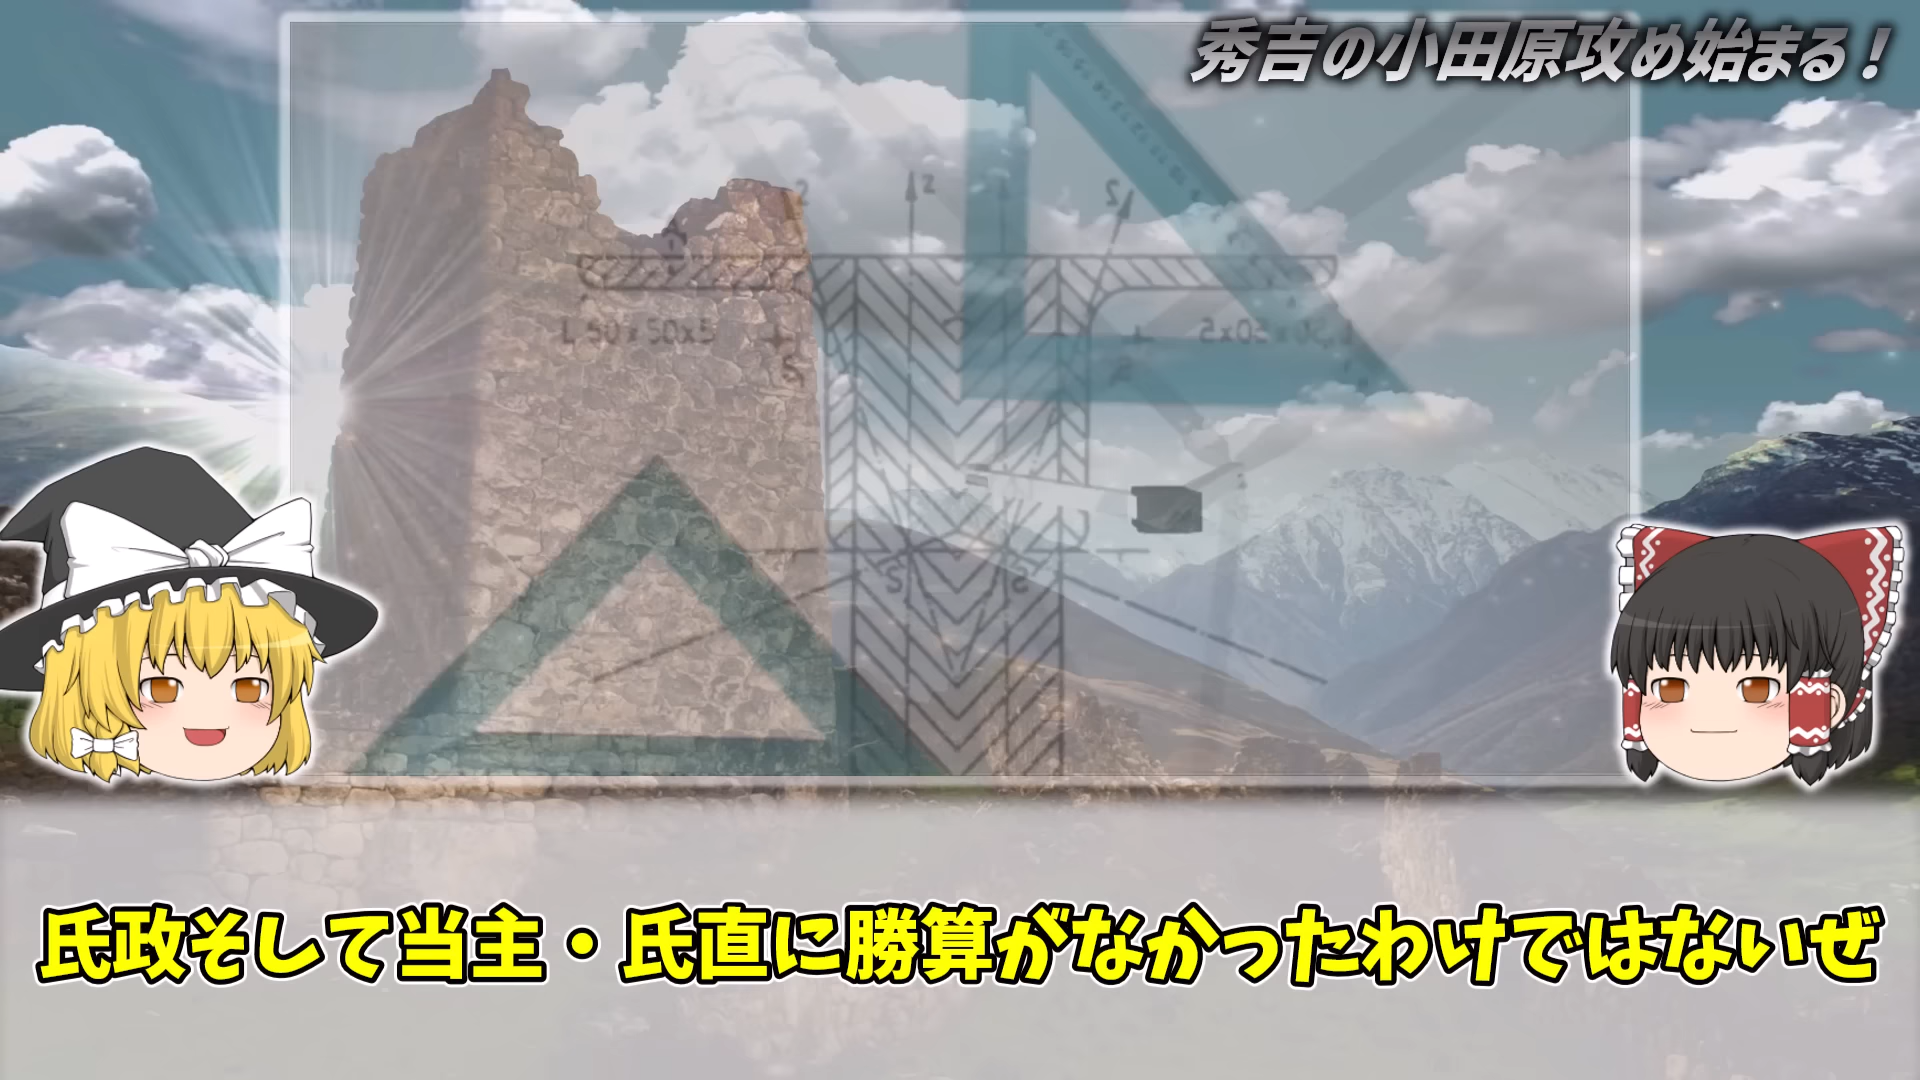 秀吉の小田原攻め始まる！
L 50x50x5
氏政そして当主・氏直に勝算がなかったわけではないぜ